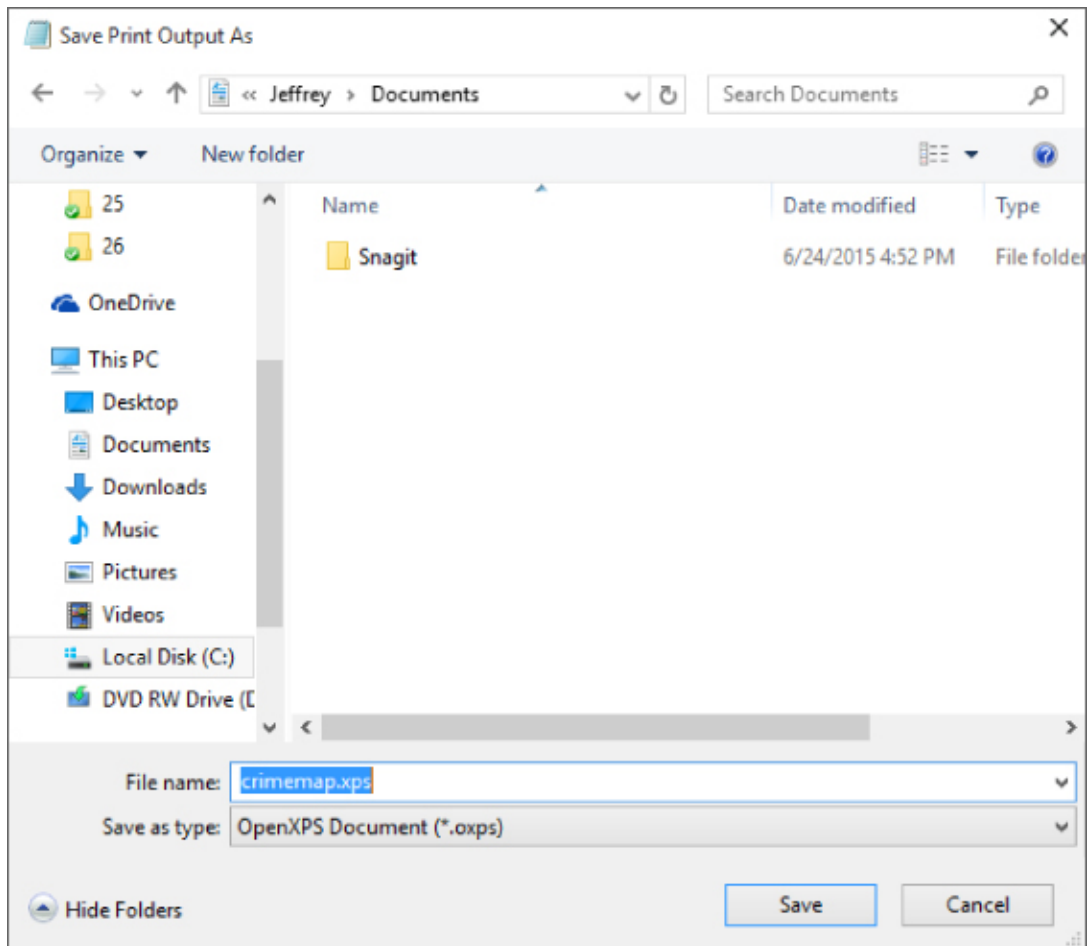 Save Print Output As
« Jeffrey › Documents
Search Documents
Organize
New folder
25
26
OneDrive
This PC
Desktop
Documents
Downloads
Music
Pictures
Videos
Local Disk (C:)
DVD RW Drive (D
Name Date modified Type
Snagit 6/24/2015 4:52 PM File folder
File name: crimemap.xps
Save as type: OpenXPS Document (*.oxps)
Hide Folders
Save
Cancel